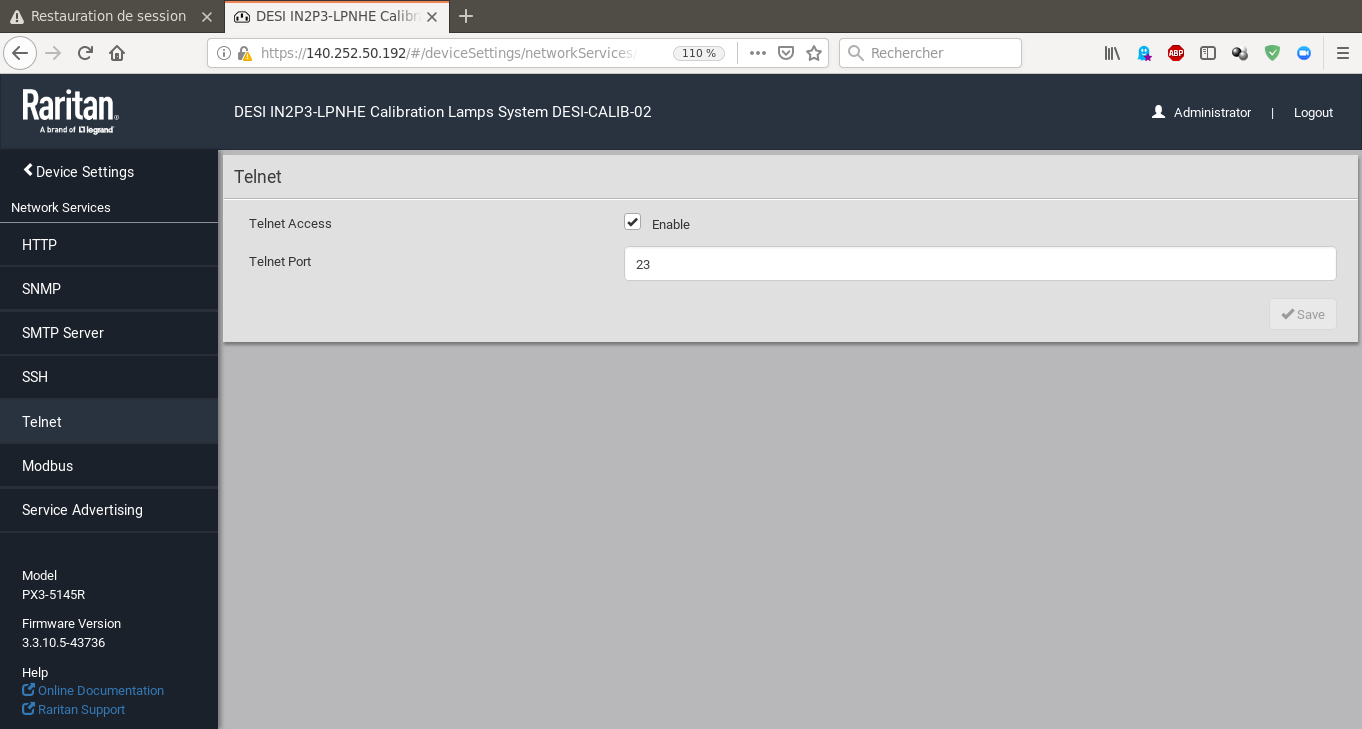 Restauration de session
DESI IN2P3-LPNHE Calibr
https://140.252.50.192/#/deviceSettings/networkServices/
110 %
Rechercher
ABP
Raritan
A brand of legrand
DESI IN2P3-LPNHE Calibration Lamps System DESI-CALIB-02
Administrator | Logout
Device Settings
Network Services
HTTP
SNMP
SMTP Server
SSH
Telnet
Modbus
Service Advertising
Model
PX3-5145R
Firmware Version
3.3.10.5-43736
Help
Online Documentation
Raritan Support
Telnet
Telnet Access
Enable
Telnet Port
23
Save